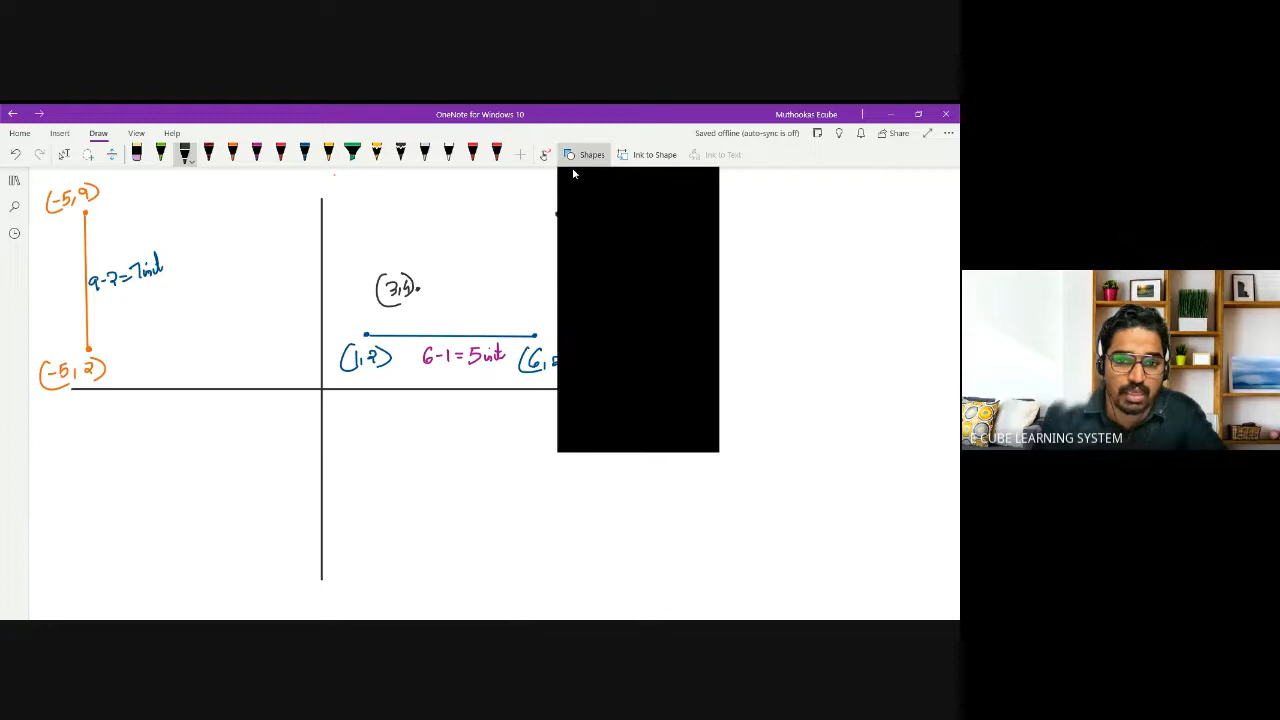 OneNote for Windows 10
Muthookas Ecube
Home Insert Draw View Help
Saved offline (auto-sync is off)
Share
Shapes
Ink to Shape
Ink to Text
(-5,9)
9-2=7unit
(3,4)
(-5,2)
(1,2)
6-1=5unit
(6,
E CUBE LEARNING SYSTEM